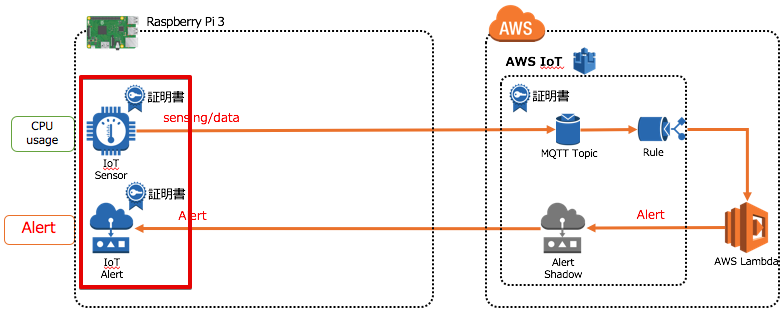 Raspberry Pi 3
AWS
AWS IoT
証明書
証明書
sensing/data
CPU
usage
IoT
Sensor
MQTT Topic
Rule
証明書
Alert
Alert
Alert
IoT
Alert
Alert
Shadow
AWS Lambda